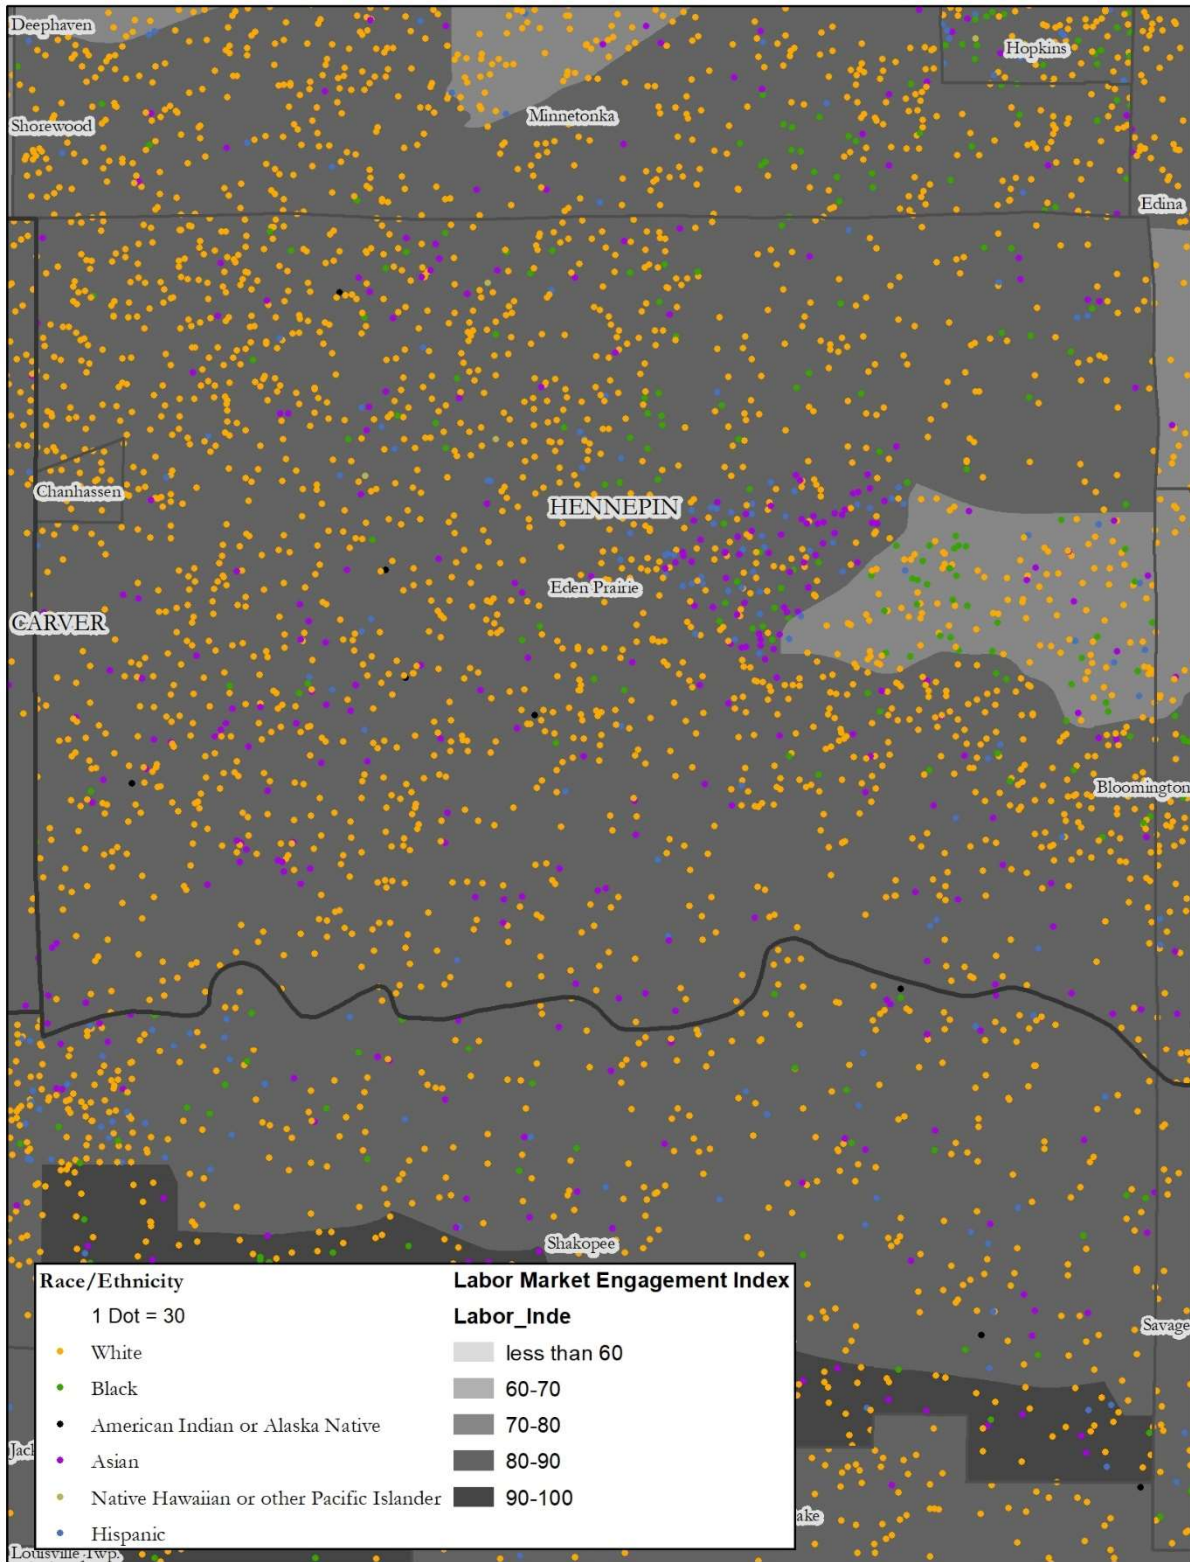 Deephaven
Hopkins
Shorewood
Minnetonka
Edina
Chanhassen
HENNEPIN
Eden Prairie
CARVER
Bloomington
Shakopee
Savage
Race/Ethnicity
1 Dot = 30
White
Black
American Indian or Alaska Native
Asian
Native Hawaiian or other Pacific Islander
Hispanic
Labor Market Engagement Index
Labor_Inde
less than 60
60-70
70-80
80-90
90-100
Jack
ake
Louisville Twp.